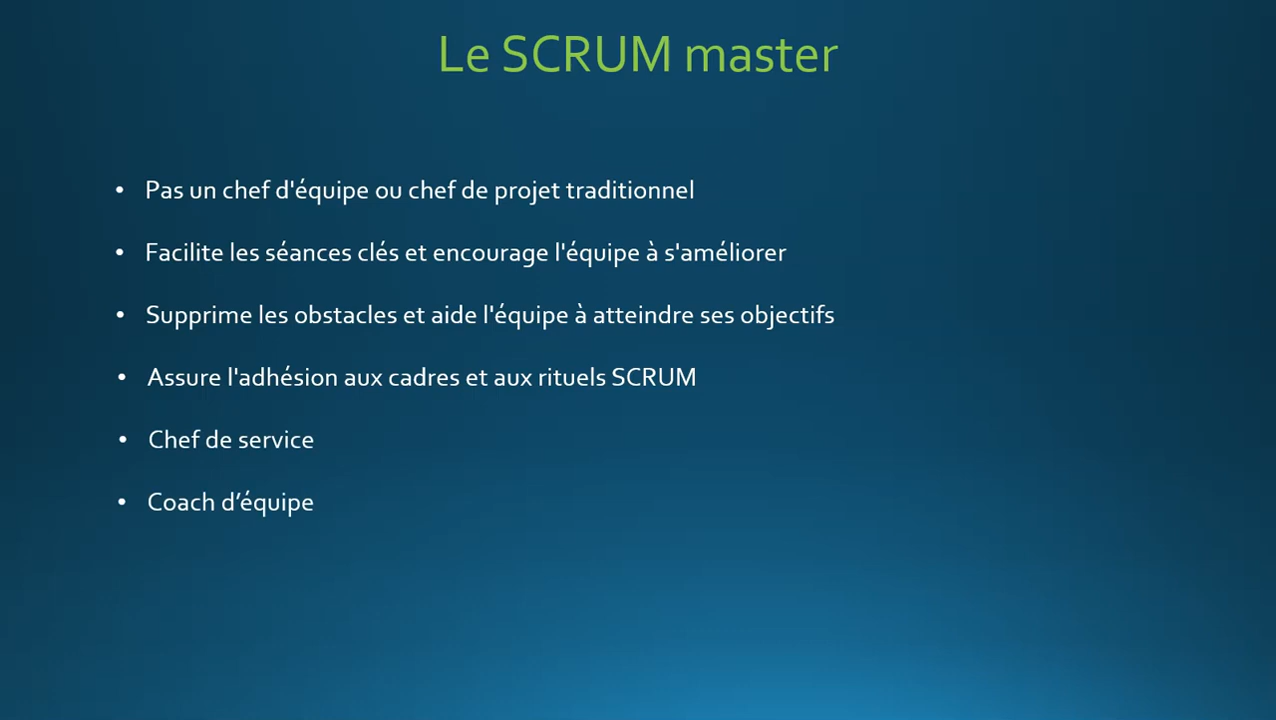 Le SCRUM master
• Pas un chef d'équipe ou chef de projet traditionnel
• Facilite les séances clés et encourage l'équipe à s'améliorer
• Supprime les obstacles et aide l'équipe à atteindre ses objectifs
• Assure l'adhésion aux cadres et aux rituels SCRUM
• Chef de service
• Coach d’équipe